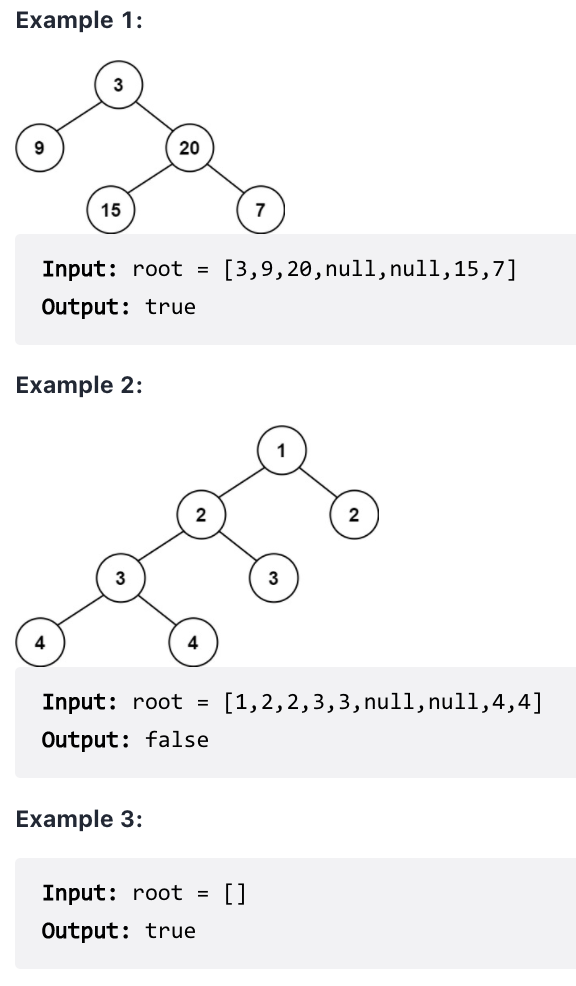 Example 1:
3
9 20
15 7
Input: root = [3,9,20,null,null,15,7]
Output: true
Example 2:
1
2 2
3 3
4 4
Input: root = [1,2,2,3,3,null,null,4,4]
Output: false
Example 3:
Input: root = []
Output: true